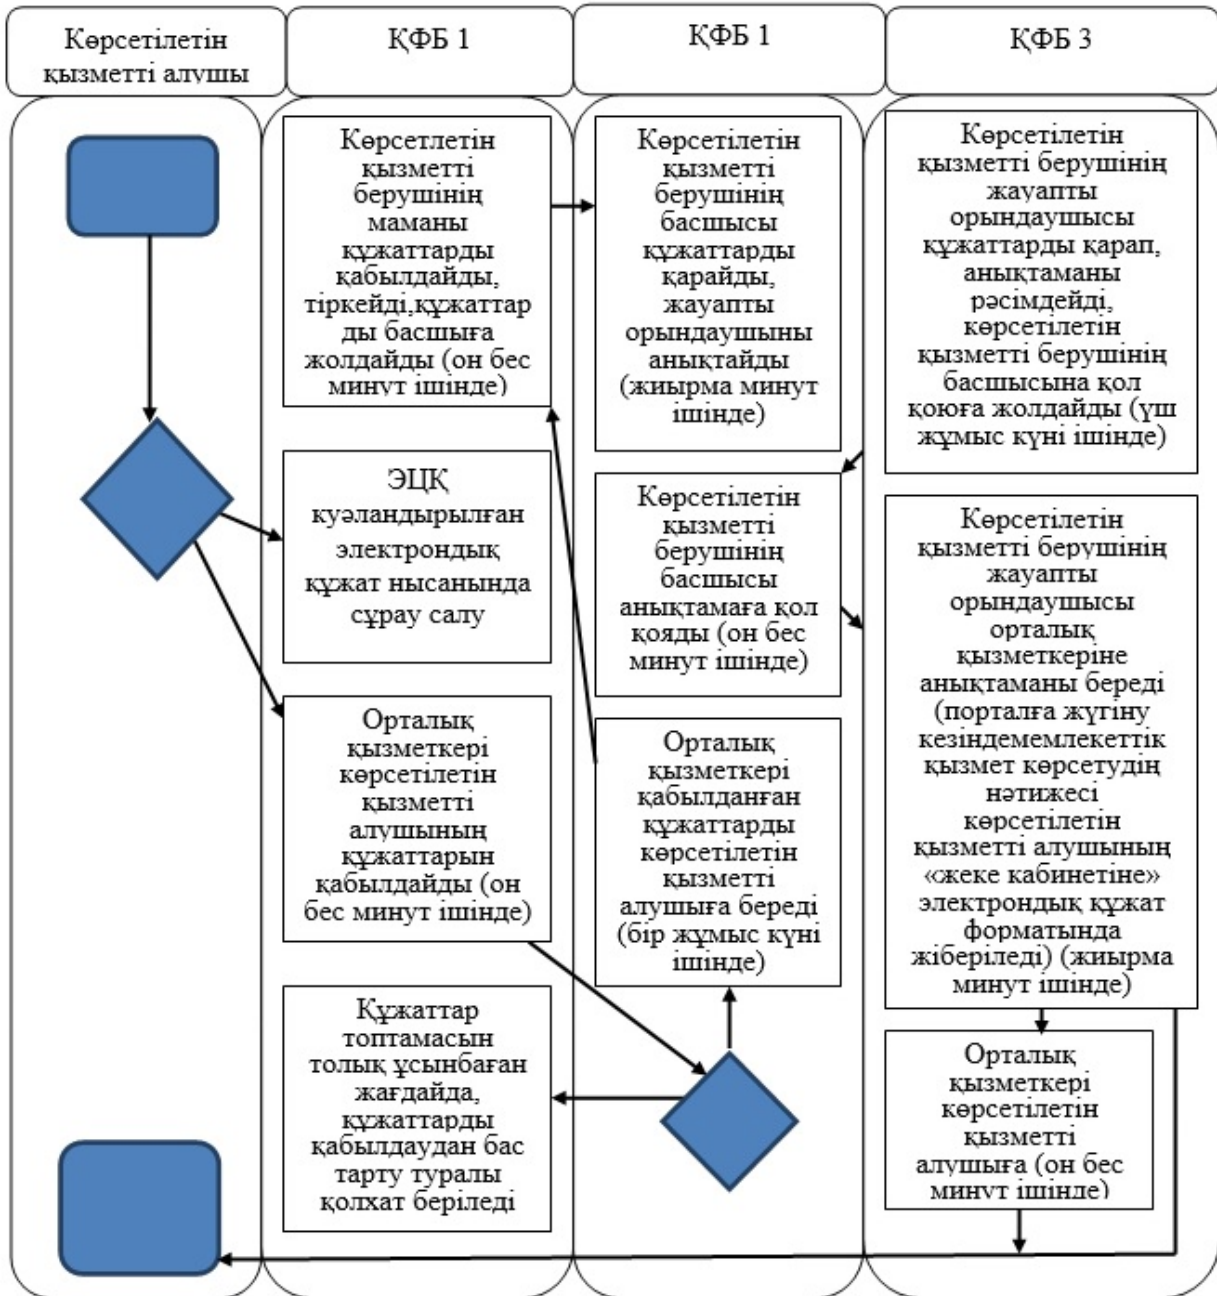 Көрсетілетін
қызметті алушы
ҚФБ 1
ҚФБ 1
ҚФБ 3
Көрсетлетін
қызметті
берушінің
маманы
құжаттарды
қабылдайды,
тіркейді,құжаттар
ды басшыға
жолдайды (он бес
минут ішінде)
ЭЦҚ
куәландырылған
электрондық
құжат нысанында
сұрау салу
Орталық
қызметкері
көрсетілетін
қызметті
алушының
құжаттарын
қабылдайды (он
бес минут ішінде)
Құжаттар
топтамасын
толық ұсынбаған
жағдайда,
құжаттарды
қабылдаудан бас
тарту туралы
қолхат беріледі
Көрсетілетін
қызметті
берушінің
басшысы
құжаттарды
қарайды,
жауапты
орындаушыны
анықтайды
(жиырма минут
ішінде)
Көрсетілетін
қызметті
берушінің
басшысы
анықтамаға қол
қояды (он бес
минут ішінде)
Орталық
қызметкері
қабылданған
құжаттарды
көрсетілетін
қызметті
алушыға береді
(бір жұмыс күні
ішінде)
Көрсетілетін
қызметті берушінің
жауапты
орындаушысы
құжаттарды қарап,
анықтаманы
рәсімдейді,
көрсетілетін
қызметті берушінің
басшысына қол
қоюға жолдайды (үш
жұмыс күні ішінде)
Көрсетілетін
қызметті берушінің
жауапты
орындаушысы
орталық
қызметкеріне
анықтаманы береді
(порталға жүгіну
кезіндемемлекеттік
қызмет көрсетудің
нәтижесі
көрсетілетін
қызметті алушының
«жеке кабинетіне»
электрондық құжат
форматында
жіберіледі) (жиырма
минут ішінде)
Орталық
қызметкері
көрсетілетін
қызметті
алушыға (он бес
минут ішінде)